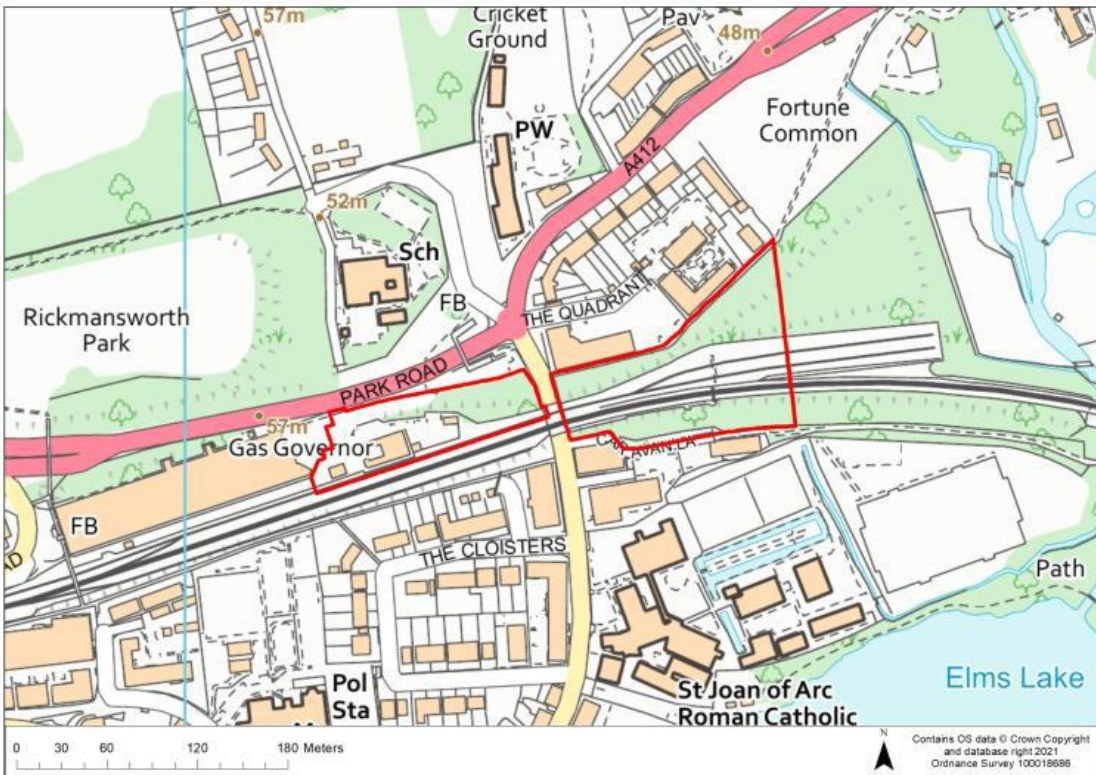 57m
Cricket
Ground
Pav
48m
Fortune
Common
PW
A412
52m
Sch
FB
THE QUADRANT
Rickmansworth
Park
PARK ROAD
57m
Gas Governor
FB
AD
THE CLOISTERS
Path
Pol
Sta
St Joan of Arc
Roman Catholic
Elms Lake
0 30 60 120 180 Meters
N
Contains OS data © Crown Copyright
and database right 2021
Ordnance Survey 100018686